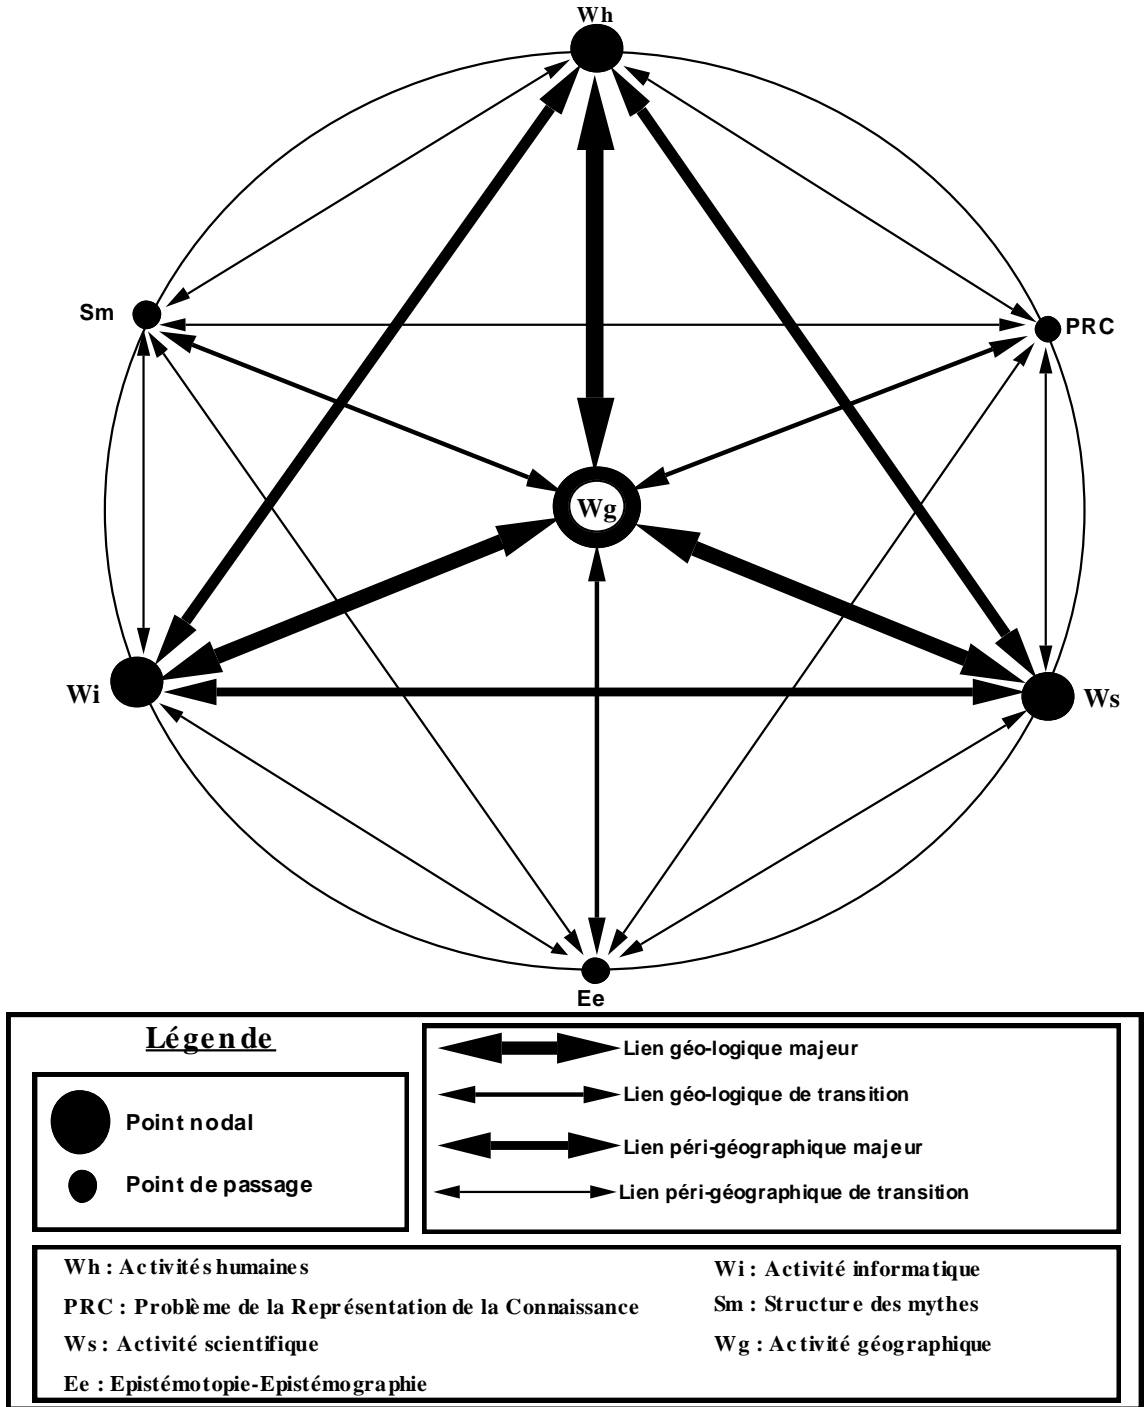 Wh
Sm
PRC
Wg
Wi
Ws
Ee
Légende
Point nodal
Point de passage
Lien géo-logique majeur
Lien géo-logique de transition
Lien péri-géographique majeur
Lien péri-géographique de transition
Wh : Activités humaines
PRC : Problème de la Représentation de la Connaissance
Ws : Activité scientifique
Ee : Epistémotopie-Epistémographie
Wi : Activité informatique
Sm : Structure des mythes
Wg : Activité géographique